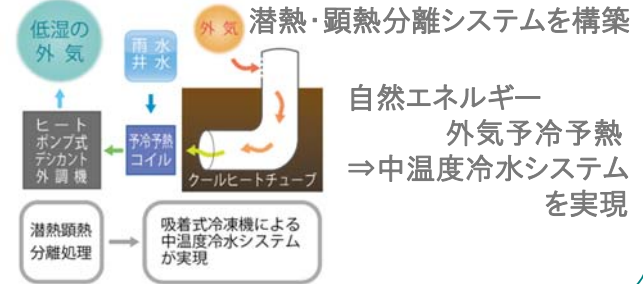 潜熱・顕熱分離システムを構築
低湿の
外気
雨水
井水
外気
自然エネルギー
外気予冷予熱
⇒中温度冷水システム
を実現
ヒート
ポンプ式
デシカント
外調機
予冷予熱
コイル
クールヒートチューブ
潜熱顕熱
分離処理
吸着式冷凍機による
中温度冷水システム
が実現